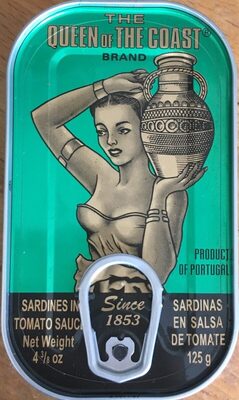 THE
QUEEN OF THE COAST®
BRAND
PRODUCT
OF PORTUGAL
SARDINES IN
TOMATO SAUCE
Net Weight
4 3/8 oz
Since
1853
SARDINAS
EN SALSA
DE TOMATE
125 g